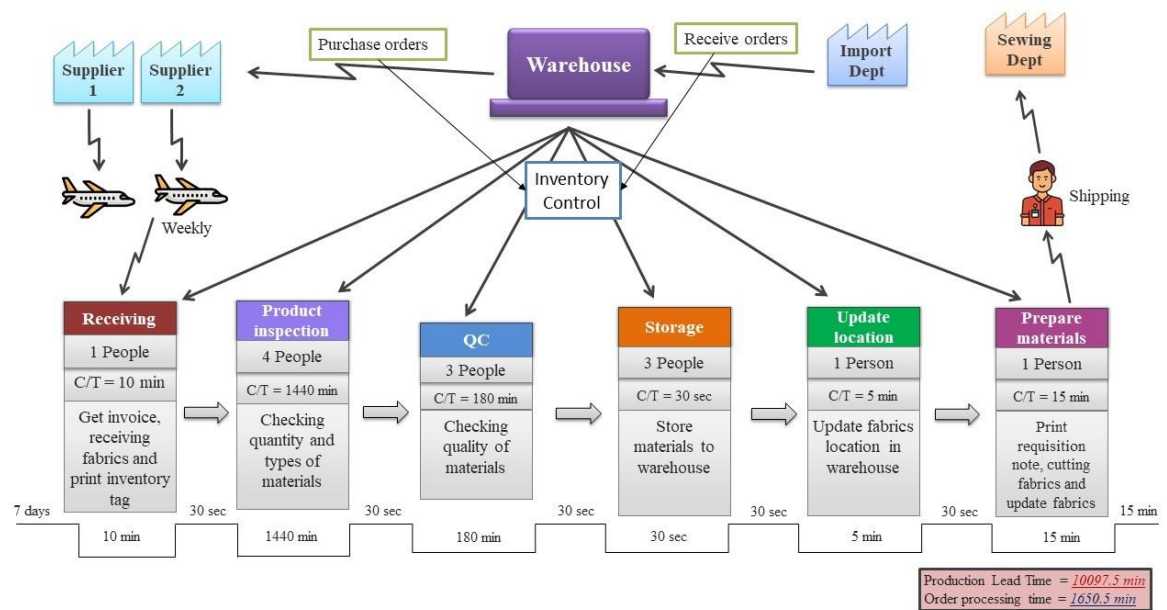 Purchase orders
Receive orders
Warehouse
Supplier
1
Supplier
2
Import
Dept
Sewing
Dept
Inventory
Control
Weekly
Shipping
Receiving
1 People
C/T = 10 min
Get invoice,
receiving
fabrics and
print inventory
tag
Product
inspection
4 People
C/T = 1440 min
Checking
quantity and
types of
materials
QC
3 People
C/T = 180 min
Checking
quality of
materials
Storage
3 People
C/T = 30 sec
Store
materials to
warehouse
Update
location
1 Person
C/T = 5 min
Update fabrics
location in
warehouse
Prepare
materials
1 Person
C/T = 15 min
Print
requisition
note, cutting
fabrics and
update fabrics
7 days
30 sec
30 sec
30 sec
30 sec
30 sec
15 min
10 min
1440 min
180 min
30 sec
5 min
15 min
Production Lead Time = 10097.5 min
Order processing time = 1650.5 min